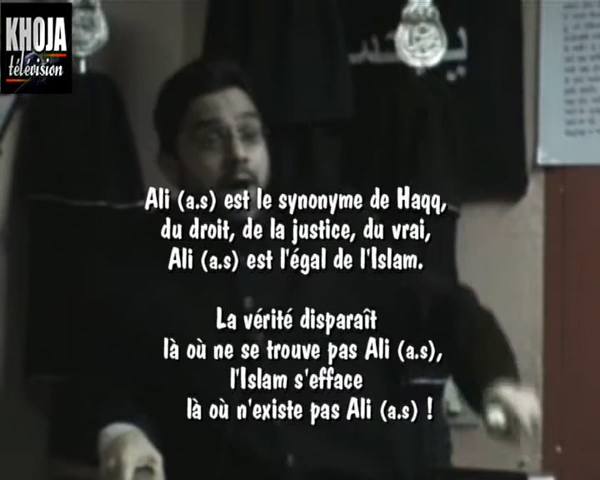 KHOJA
télévision
Ali (a.s) est le synonyme de Haqq,
du droit, de la justice, du vrai,
Ali (a.s) est l'égal de l'Islam.
La vérité disparaît
là où ne se trouve pas Ali (a.s),
l'Islam s'efface
là où n'existe pas Ali (a.s) !